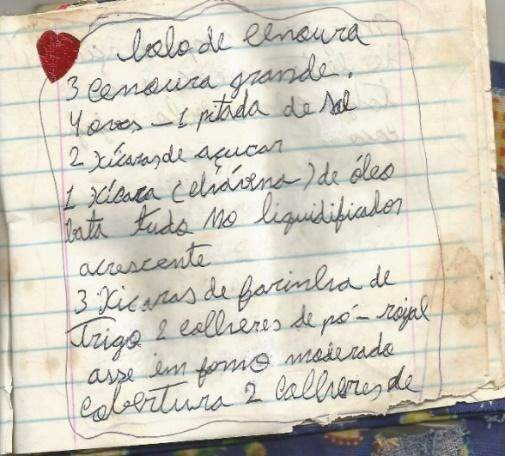 bolo de cenoura
3 cenoura grande.
4 ovos - 1 pitada de sal
2 xícaras de açucar
1 xícara (chávena) de óleo
bata tudo no liquidificador
acrescente
3 xicaras de farinha de
trigo 2 colheres de pó - royal
asse em forno moderado
cobertura 2 colheres de